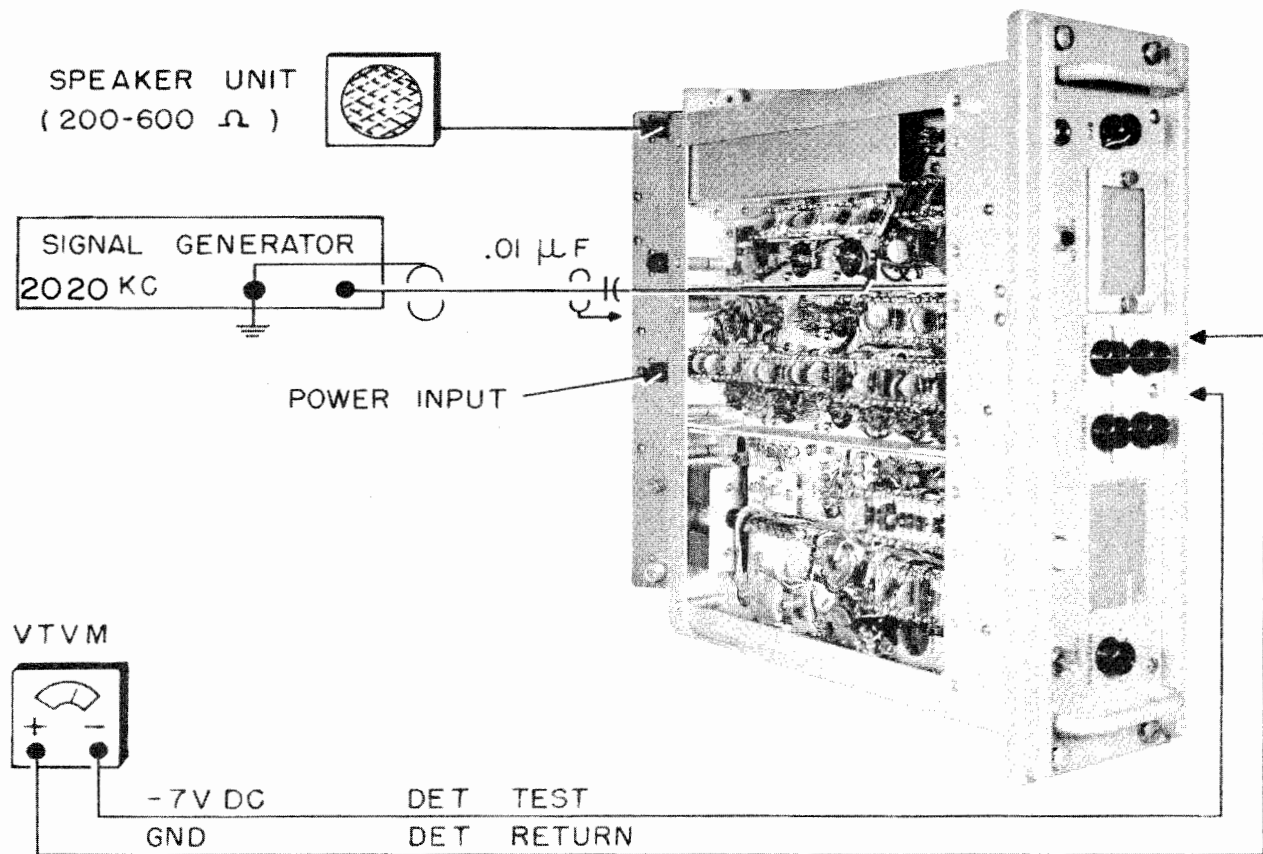 SPEAKER UNIT
(200-600 Ω)
SIGNAL GENERATOR
2020 KC
.01 μF
POWER INPUT
VTVM
+ −
-7V DC DET TEST
GND DET RETURN